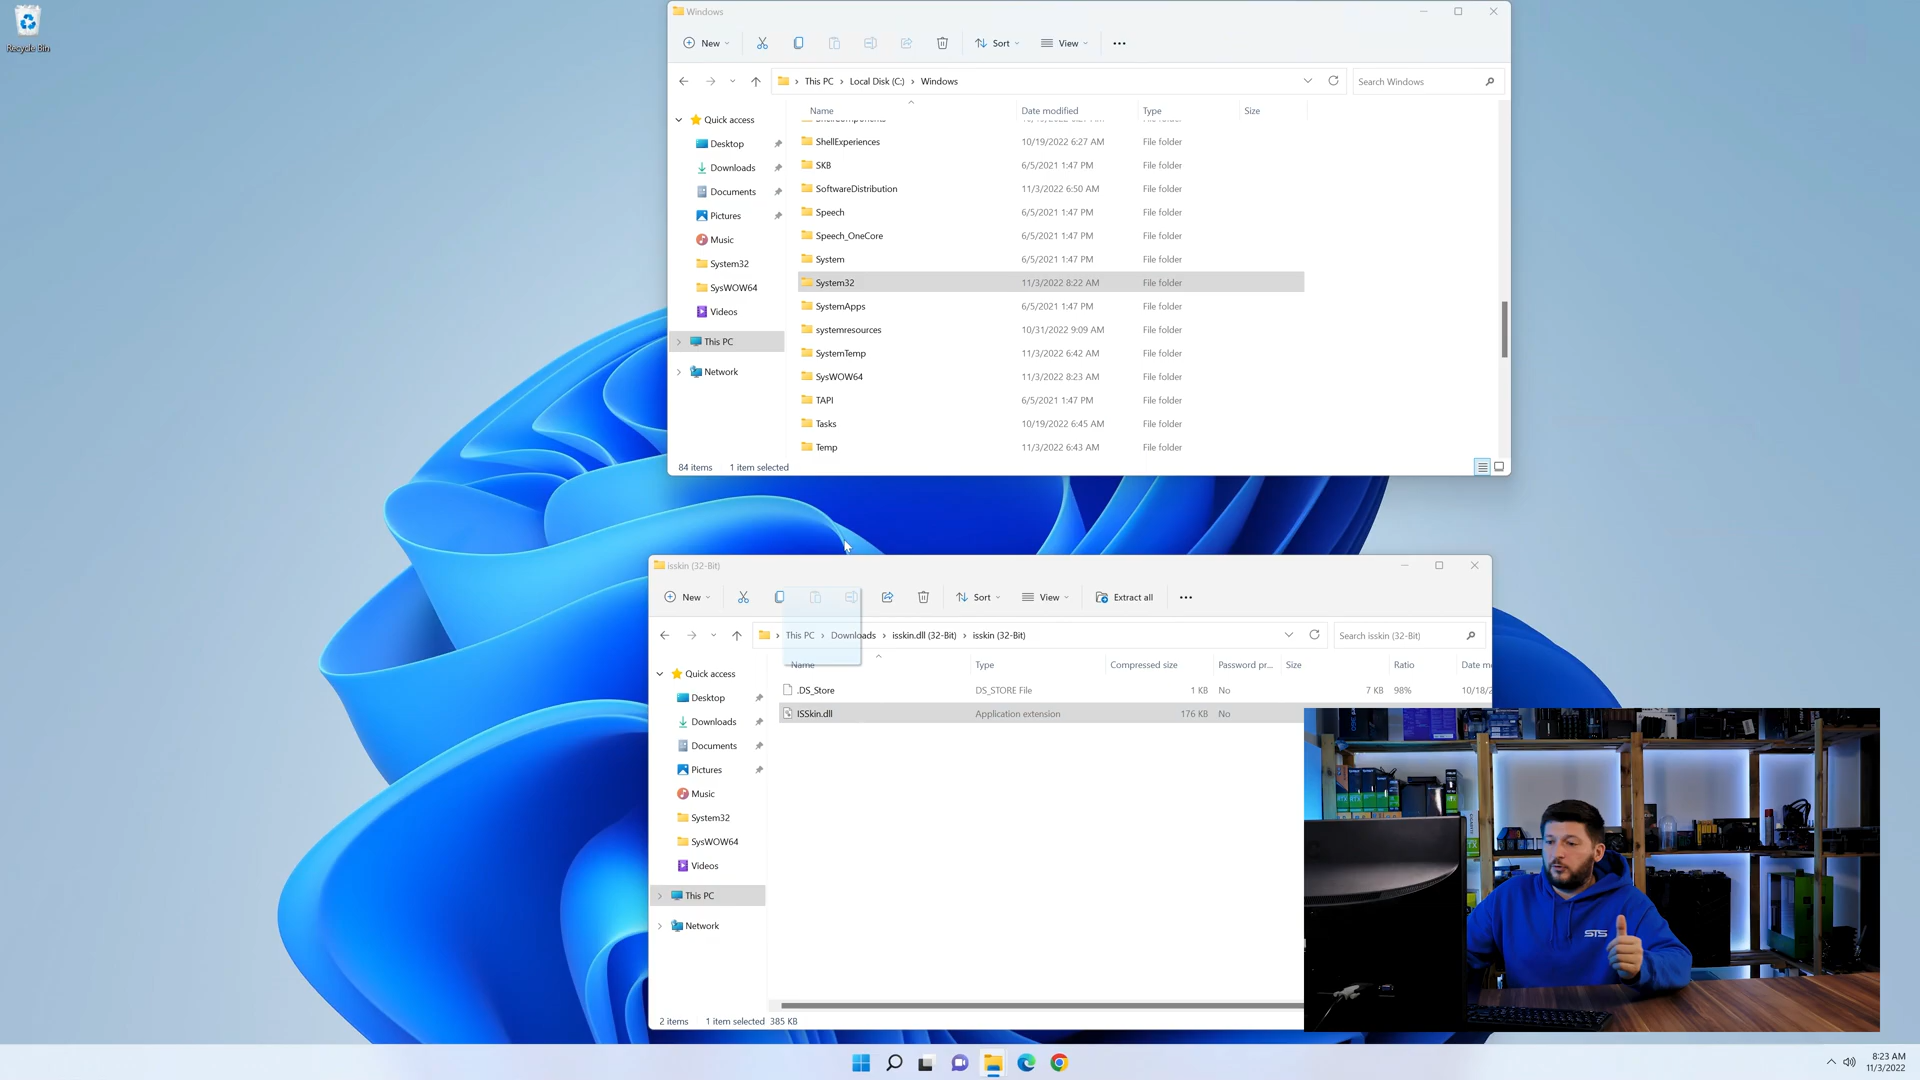 Recycle Bin
Windows
New
Sort
View
This PC > Local Disk (C:) > Windows
Search Windows
Name
Date modified
Type
Size
Quick access
Desktop
Downloads
Documents
Pictures
Music
System32
SysWOW64
Videos
This PC
Network
ShellExperiences 10/19/2022 6:27 AM File folder
SKB 6/5/2021 1:47 PM File folder
SoftwareDistribution 11/3/2022 6:50 AM File folder
Speech 6/5/2021 1:47 PM File folder
Speech_OneCore 6/5/2021 1:47 PM File folder
System 6/5/2021 1:47 PM File folder
System32 11/3/2022 8:22 AM File folder
SystemApps 6/5/2021 1:47 PM File folder
systemresources 10/31/2022 9:09 AM File folder
SystemTemp 11/3/2022 6:42 AM File folder
SysWOW64 11/3/2022 8:23 AM File folder
TAPI 6/5/2021 1:47 PM File folder
Tasks 10/19/2022 6:45 AM File folder
Temp 11/3/2022 6:43 AM File folder
84 items 1 item selected
isskin (32-Bit)
New
Sort
View
Extract all
This PC > Downloads > isskin.dll (32-Bit) > isskin (32-Bit)
Search isskin (32-Bit)
Name
Type
Compressed size
Password pr...
Size
Ratio
Date m
Quick access
Desktop
Downloads
Documents
Pictures
Music
System32
SysWOW64
Videos
This PC
Network
.DS_Store DS_STORE File 1 KB No 7 KB 98% 10/18/2
ISSkin.dll Application extension 176 KB No
2 items 1 item selected 385 KB
STS
8:23 AM
11/3/2022